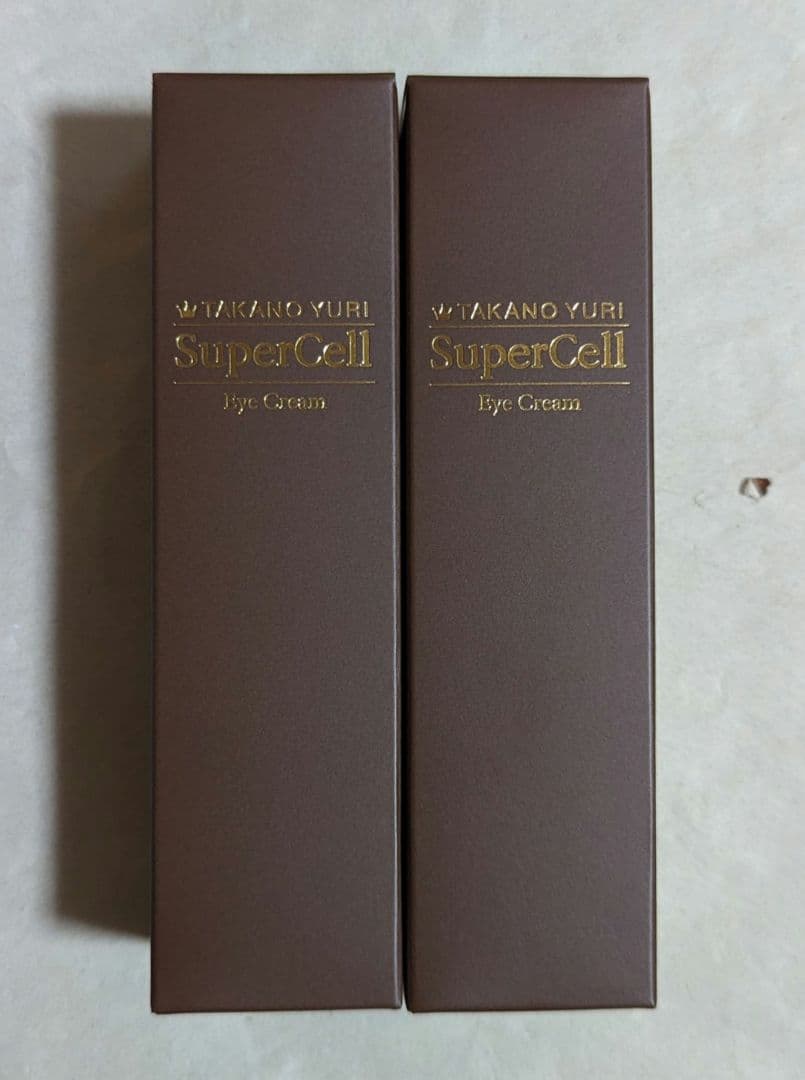 TAKANO YURI
SuperCell
Eye Cream
TAKANO YURI
SuperCell
Eye Cream